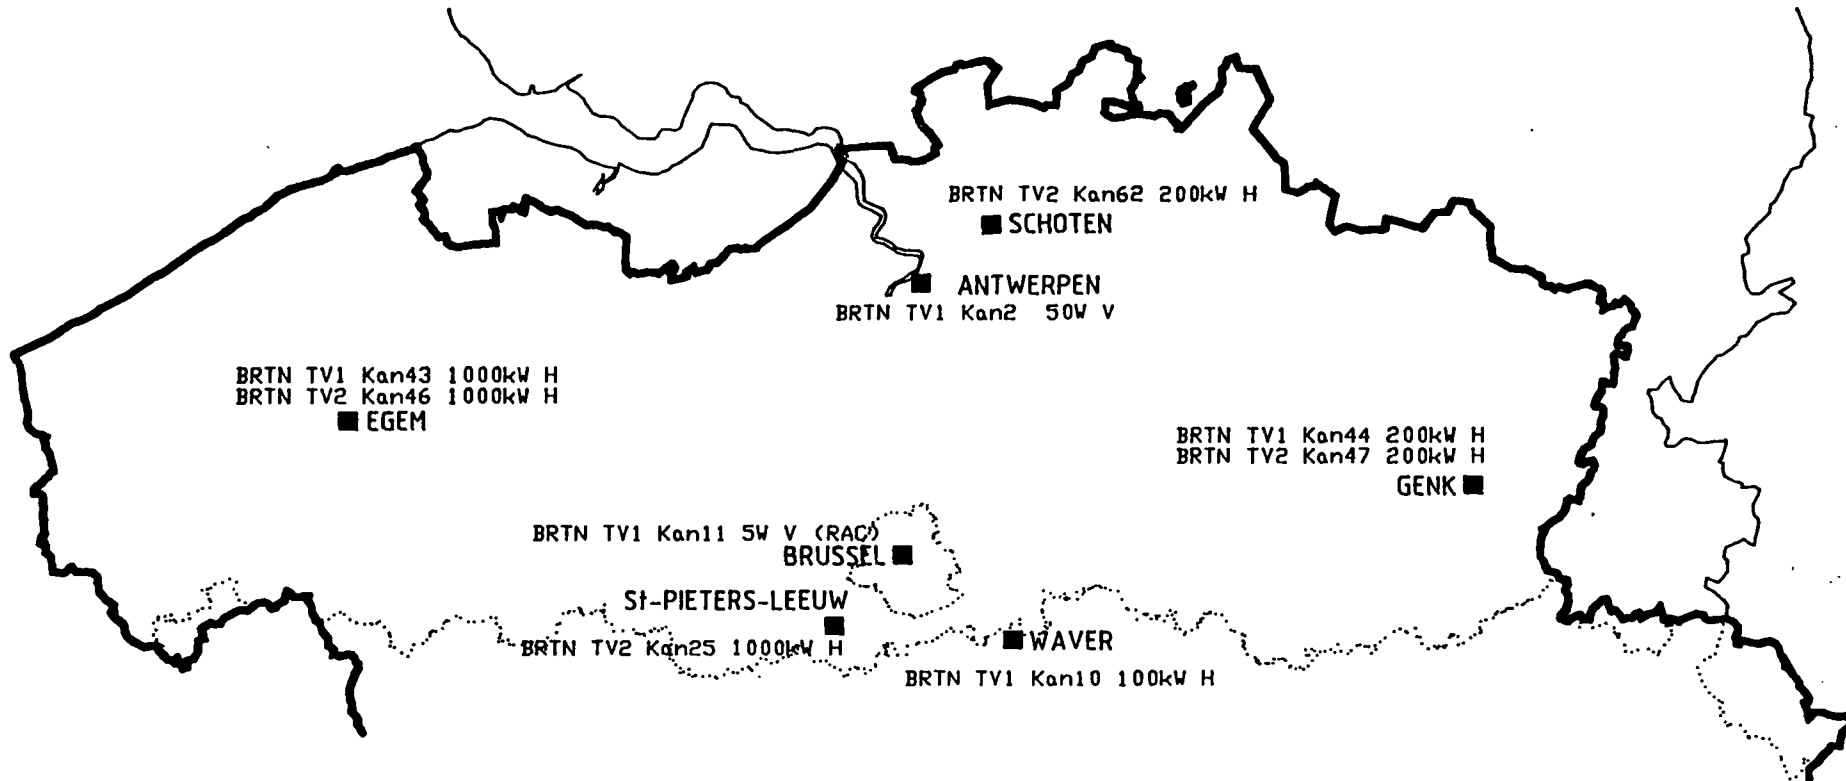 BRTN TV2 Kan62 200kW H
SCHOTEN
ANTWERPEN
BRTN TV1 Kan2 50W V
BRTN TV1 Kan43 1000kW H
BRTN TV2 Kan46 1000kW H
EGEM
BRTN TV1 Kan44 200kW H
BRTN TV2 Kan47 200kW H
GENK
BRTN TV1 Kan11 5W V (RAC)
BRUSSEL
St-PIETERS-LEEUW
BRTN TV2 Kan25 1000kW H
WAVER
BRTN TV1 Kan10 100kW H